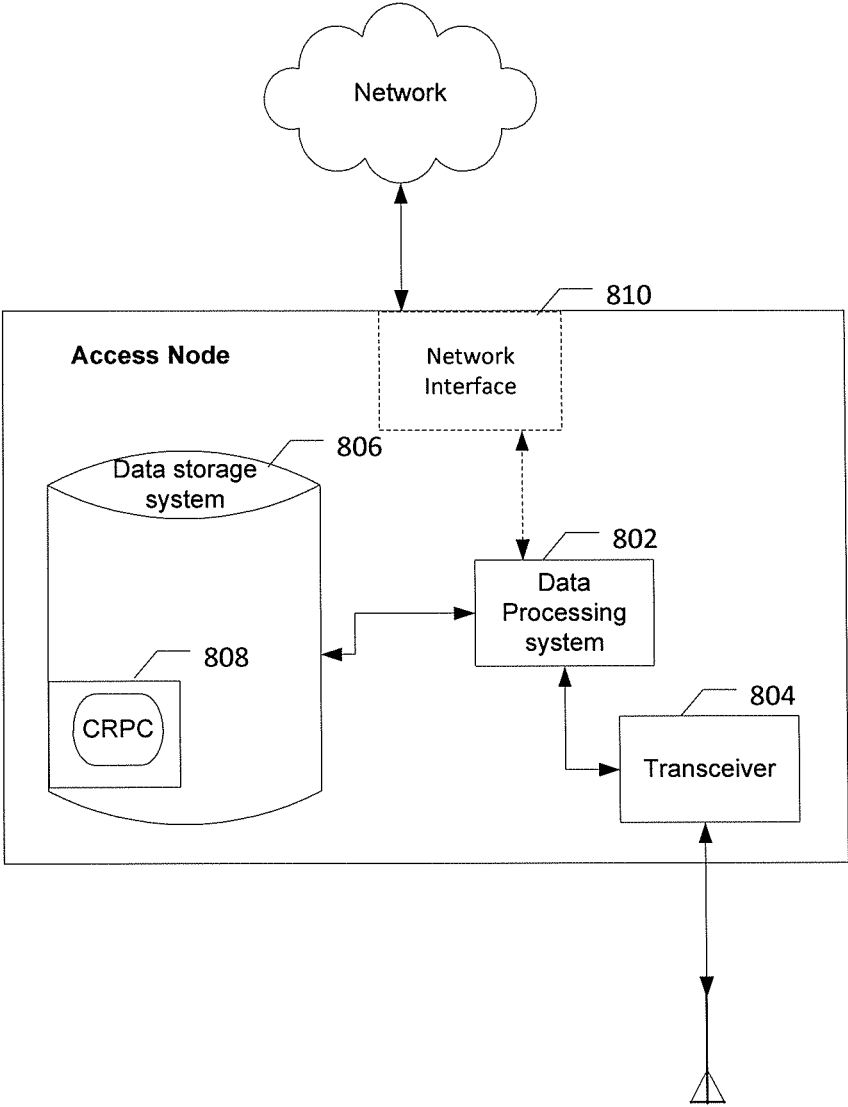 Network
810
Access Node
Network
Interface
806
Data storage
system
802
Data
Processing
system
808
CRPC
804
Transceiver